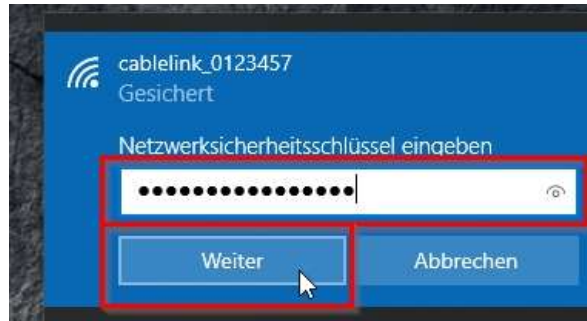 cablelink_0123457
Gesichert
Netzwerksicherheitsschlüssel eingeben
••••••••••••••••
Weiter Abbrechen